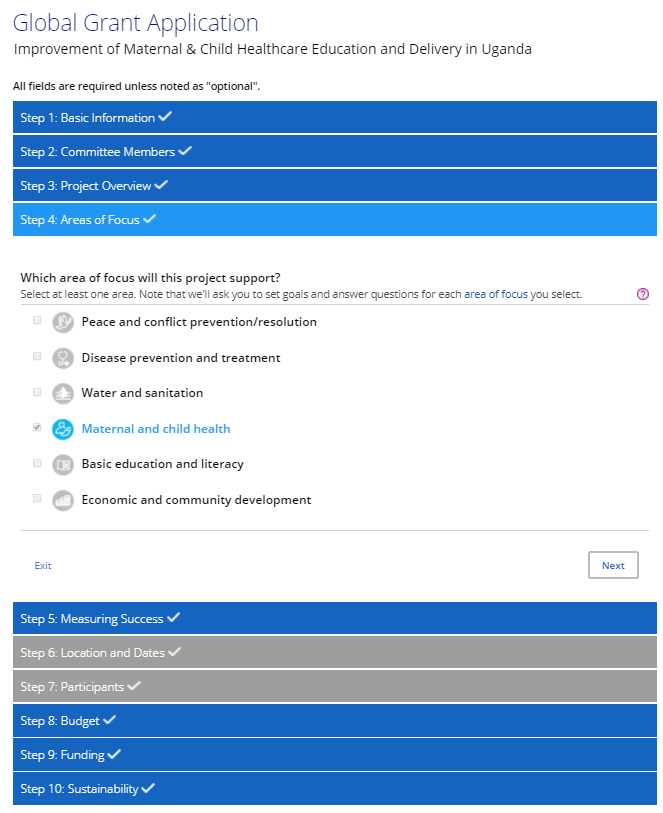 Global Grant Application
Improvement of Maternal & Child Healthcare Education and Delivery in Uganda
All fields are required unless noted as "optional".
Step 1: Basic Information
Step 2: Committee Members
Step 3: Project Overview
Step 4: Areas of Focus
Which area of focus will this project support?
Select at least one area. Note that we'll ask you to set goals and answer questions for each area of focus you select. ?
Peace and conflict prevention/resolution
Disease prevention and treatment
Water and sanitation
Maternal and child health
Basic education and literacy
Economic and community development
Exit Next
Step 5: Measuring Success
Step 6: Location and Dates
Step 7: Participants
Step 8: Budget
Step 9: Funding
Step 10: Sustainability